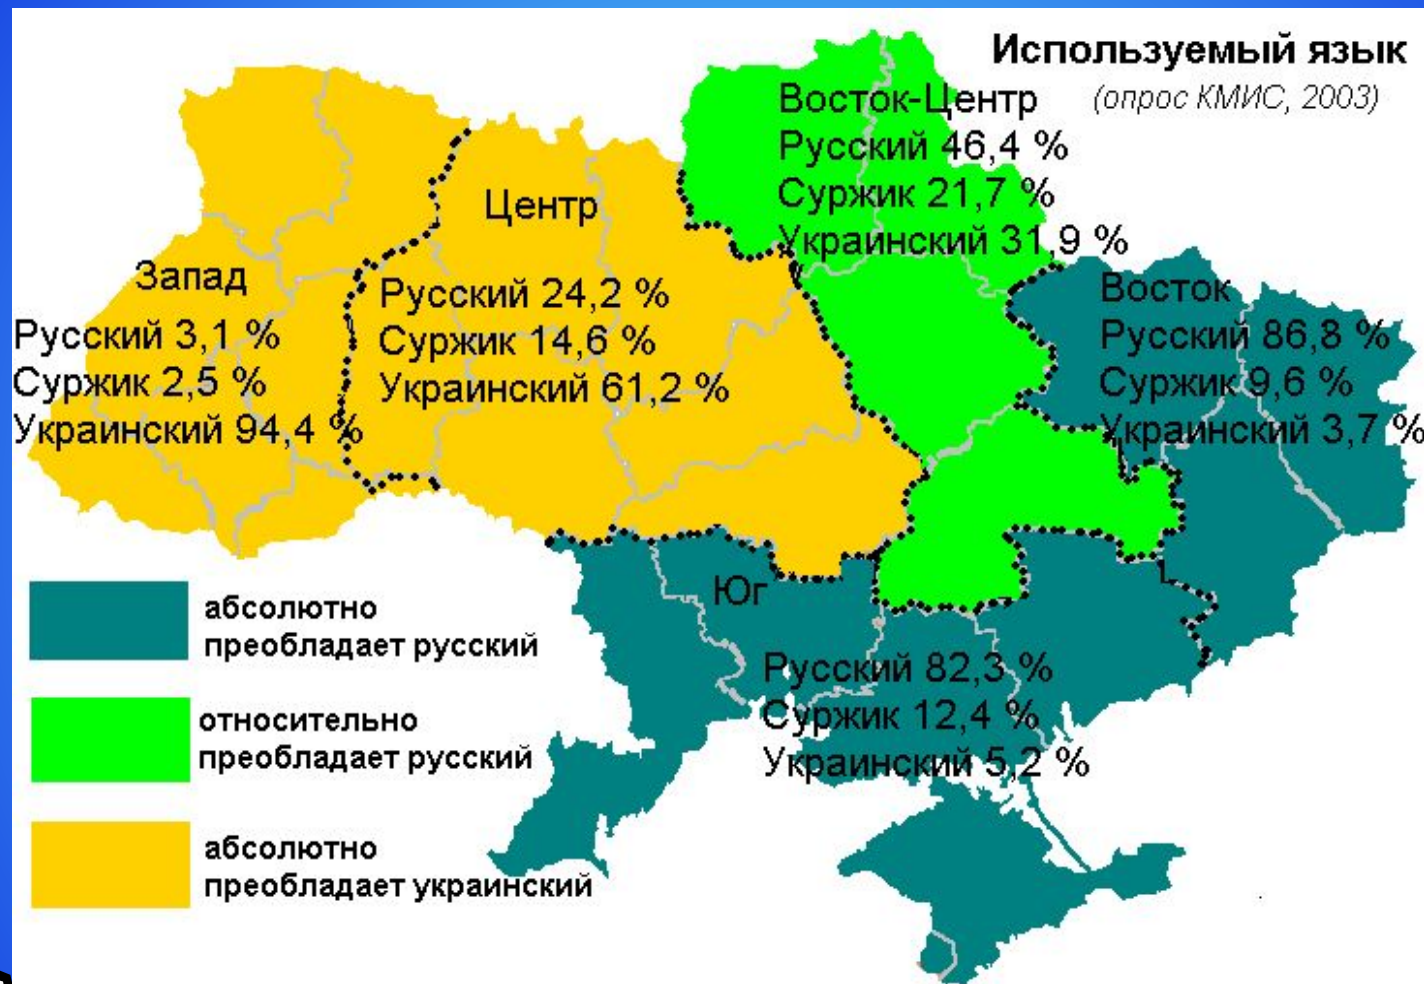 Используемый язык
(опрос КМИС, 2003)
Восток-Центр
Русский 46,4 %
Суржик 21,7 %
Украинский 31,9 %
Центр
Русский 24,2 %
Суржик 14,6 %
Украинский 61,2 %
Запад
Русский 3,1 %
Суржик 2,5 %
Украинский 94,4 %
Восток
Русский 86,8 %
Суржик 9,6 %
Украинский 3,7 %
Юг
Русский 82,3 %
Суржик 12,4 %
Украинский 5,2 %
абсолютно
преобладает русский
относительно
преобладает русский
абсолютно
преобладает украинский